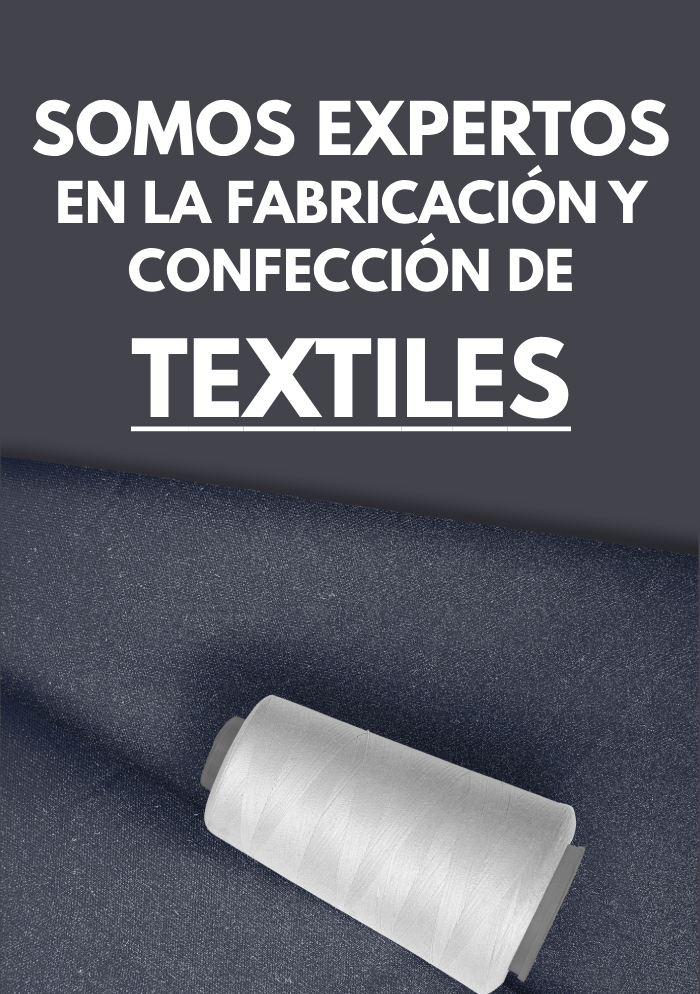 SOMOS EXPERTOS
EN LA FABRICACIÓN Y
CONFECCIÓN DE
TEXTILES